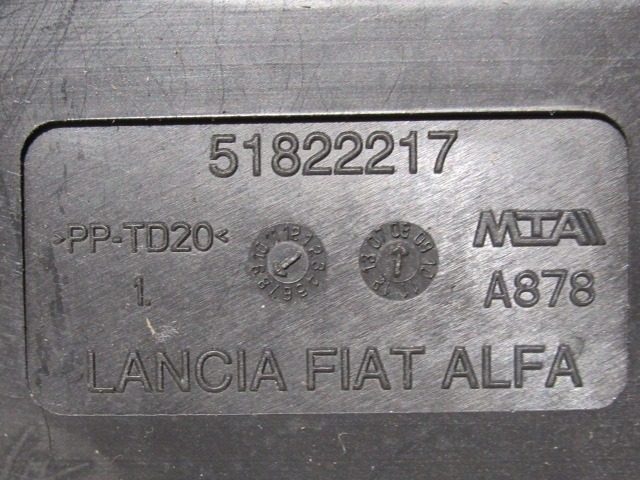 51822217
>PP-TD20< MTA
1. A878
LANCIA FIAT ALFA